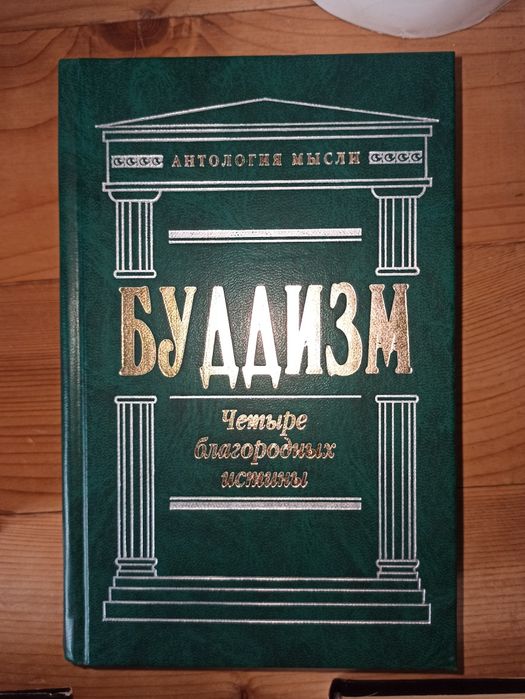 АНТОЛОГИЯ МЫСЛИ
БУДДИЗМ
Четыре
благородных
истины